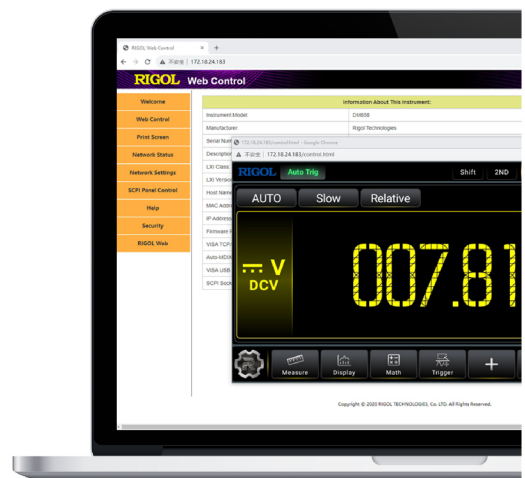 RIGOL Web Control
不安全 | 172.18.24.183
RIGOL Web Control
Welcome
Web Control
Print Screen
Network Status
Network Settings
SCPI Panel Control
Help
Security
RIGOL Web
Information About This Instrument:
Instrument Model
DM858
Manufacturer
Rigol Technologies
Serial Num
Description
LXI Class
LXI Version
Host Name
MAC Addr
IP Address
Firmware R
VISA TCP/
Auto-MDIX
VISA USB
SCPI Sock
172.18.24.183/control.html - Google Chrome
不安全 | 172.18.24.183/control.html
RIGOL Auto Trig Shift 2ND
AUTO Slow Relative
V
DCV
007.81
Measure Display Math Trigger
Copyright © 2020 RIGOL TECHNOLOGIES, Co. LTD. All Rights Reserved.